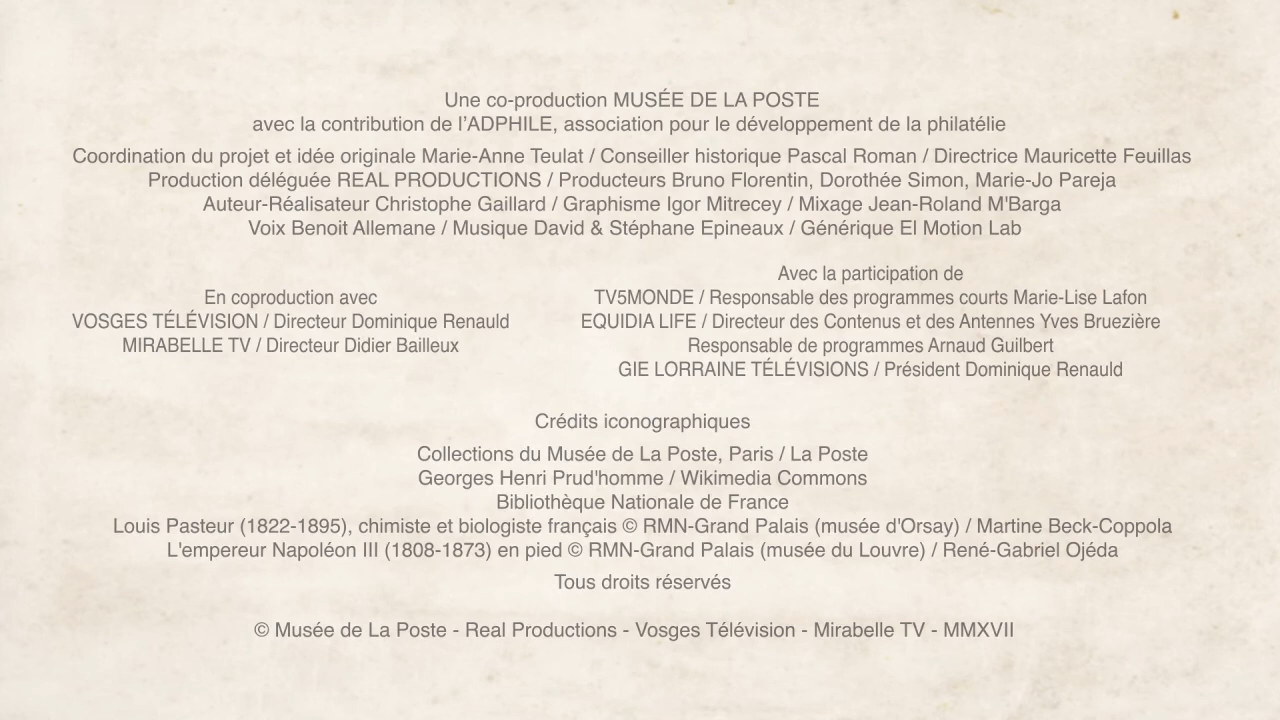 Une co-production MUSÉE DE LA POSTE
avec la contribution de l’ADPHILE, association pour le développement de la philatélie
Coordination du projet et idée originale Marie-Anne Teulat / Conseiller historique Pascal Roman / Directrice Mauricette Feuillas
Production déléguée REAL PRODUCTIONS / Producteurs Bruno Florentin, Dorothée Simon, Marie-Jo Pareja
Auteur-Réalisateur Christophe Gaillard / Graphisme Igor Mitrecey / Mixage Jean-Roland M'Barga
Voix Benoit Allemane / Musique David & Stéphane Epineaux / Générique El Motion Lab
En coproduction avec
VOSGES TÉLÉVISION / Directeur Dominique Renauld
MIRABELLE TV / Directeur Didier Bailleux
Avec la participation de
TV5MONDE / Responsable des programmes courts Marie-Lise Lafon
EQUIDIA LIFE / Directeur des Contenus et des Antennes Yves Bruezière
Responsable de programmes Arnaud Guilbert
GIE LORRAINE TÉLÉVISIONS / Président Dominique Renauld
Crédits iconographiques
Collections du Musée de La Poste, Paris / La Poste
Georges Henri Prud'homme / Wikimedia Commons
Bibliothèque Nationale de France
Louis Pasteur (1822-1895), chimiste et biologiste français © RMN-Grand Palais (musée d'Orsay) / Martine Beck-Coppola
L'empereur Napoléon III (1808-1873) en pied © RMN-Grand Palais (musée du Louvre) / René-Gabriel Ojéda
Tous droits réservés
© Musée de La Poste - Real Productions - Vosges Télévision - Mirabelle TV - MMXVII